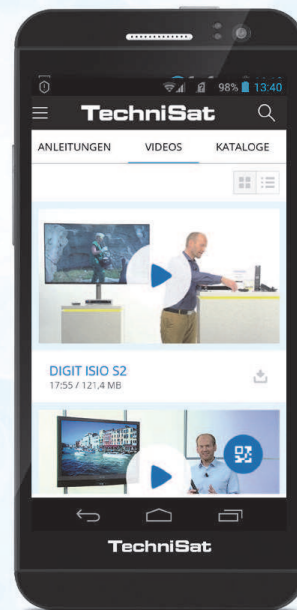 98% 13:40
TechniSat
ANLEITUNGEN VIDEOS KATALOGE
DIGIT ISIO S2
17:55 / 121,4 MB
TechniSat